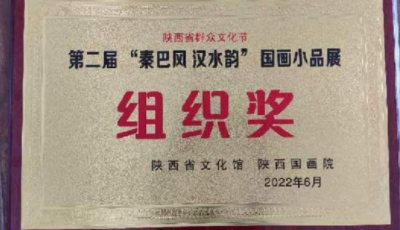 陕西省群众文化节
第二届“秦巴风 汉水韵”国画小品展
组织奖
陕西省文化馆 陕西国画院
2022年6月